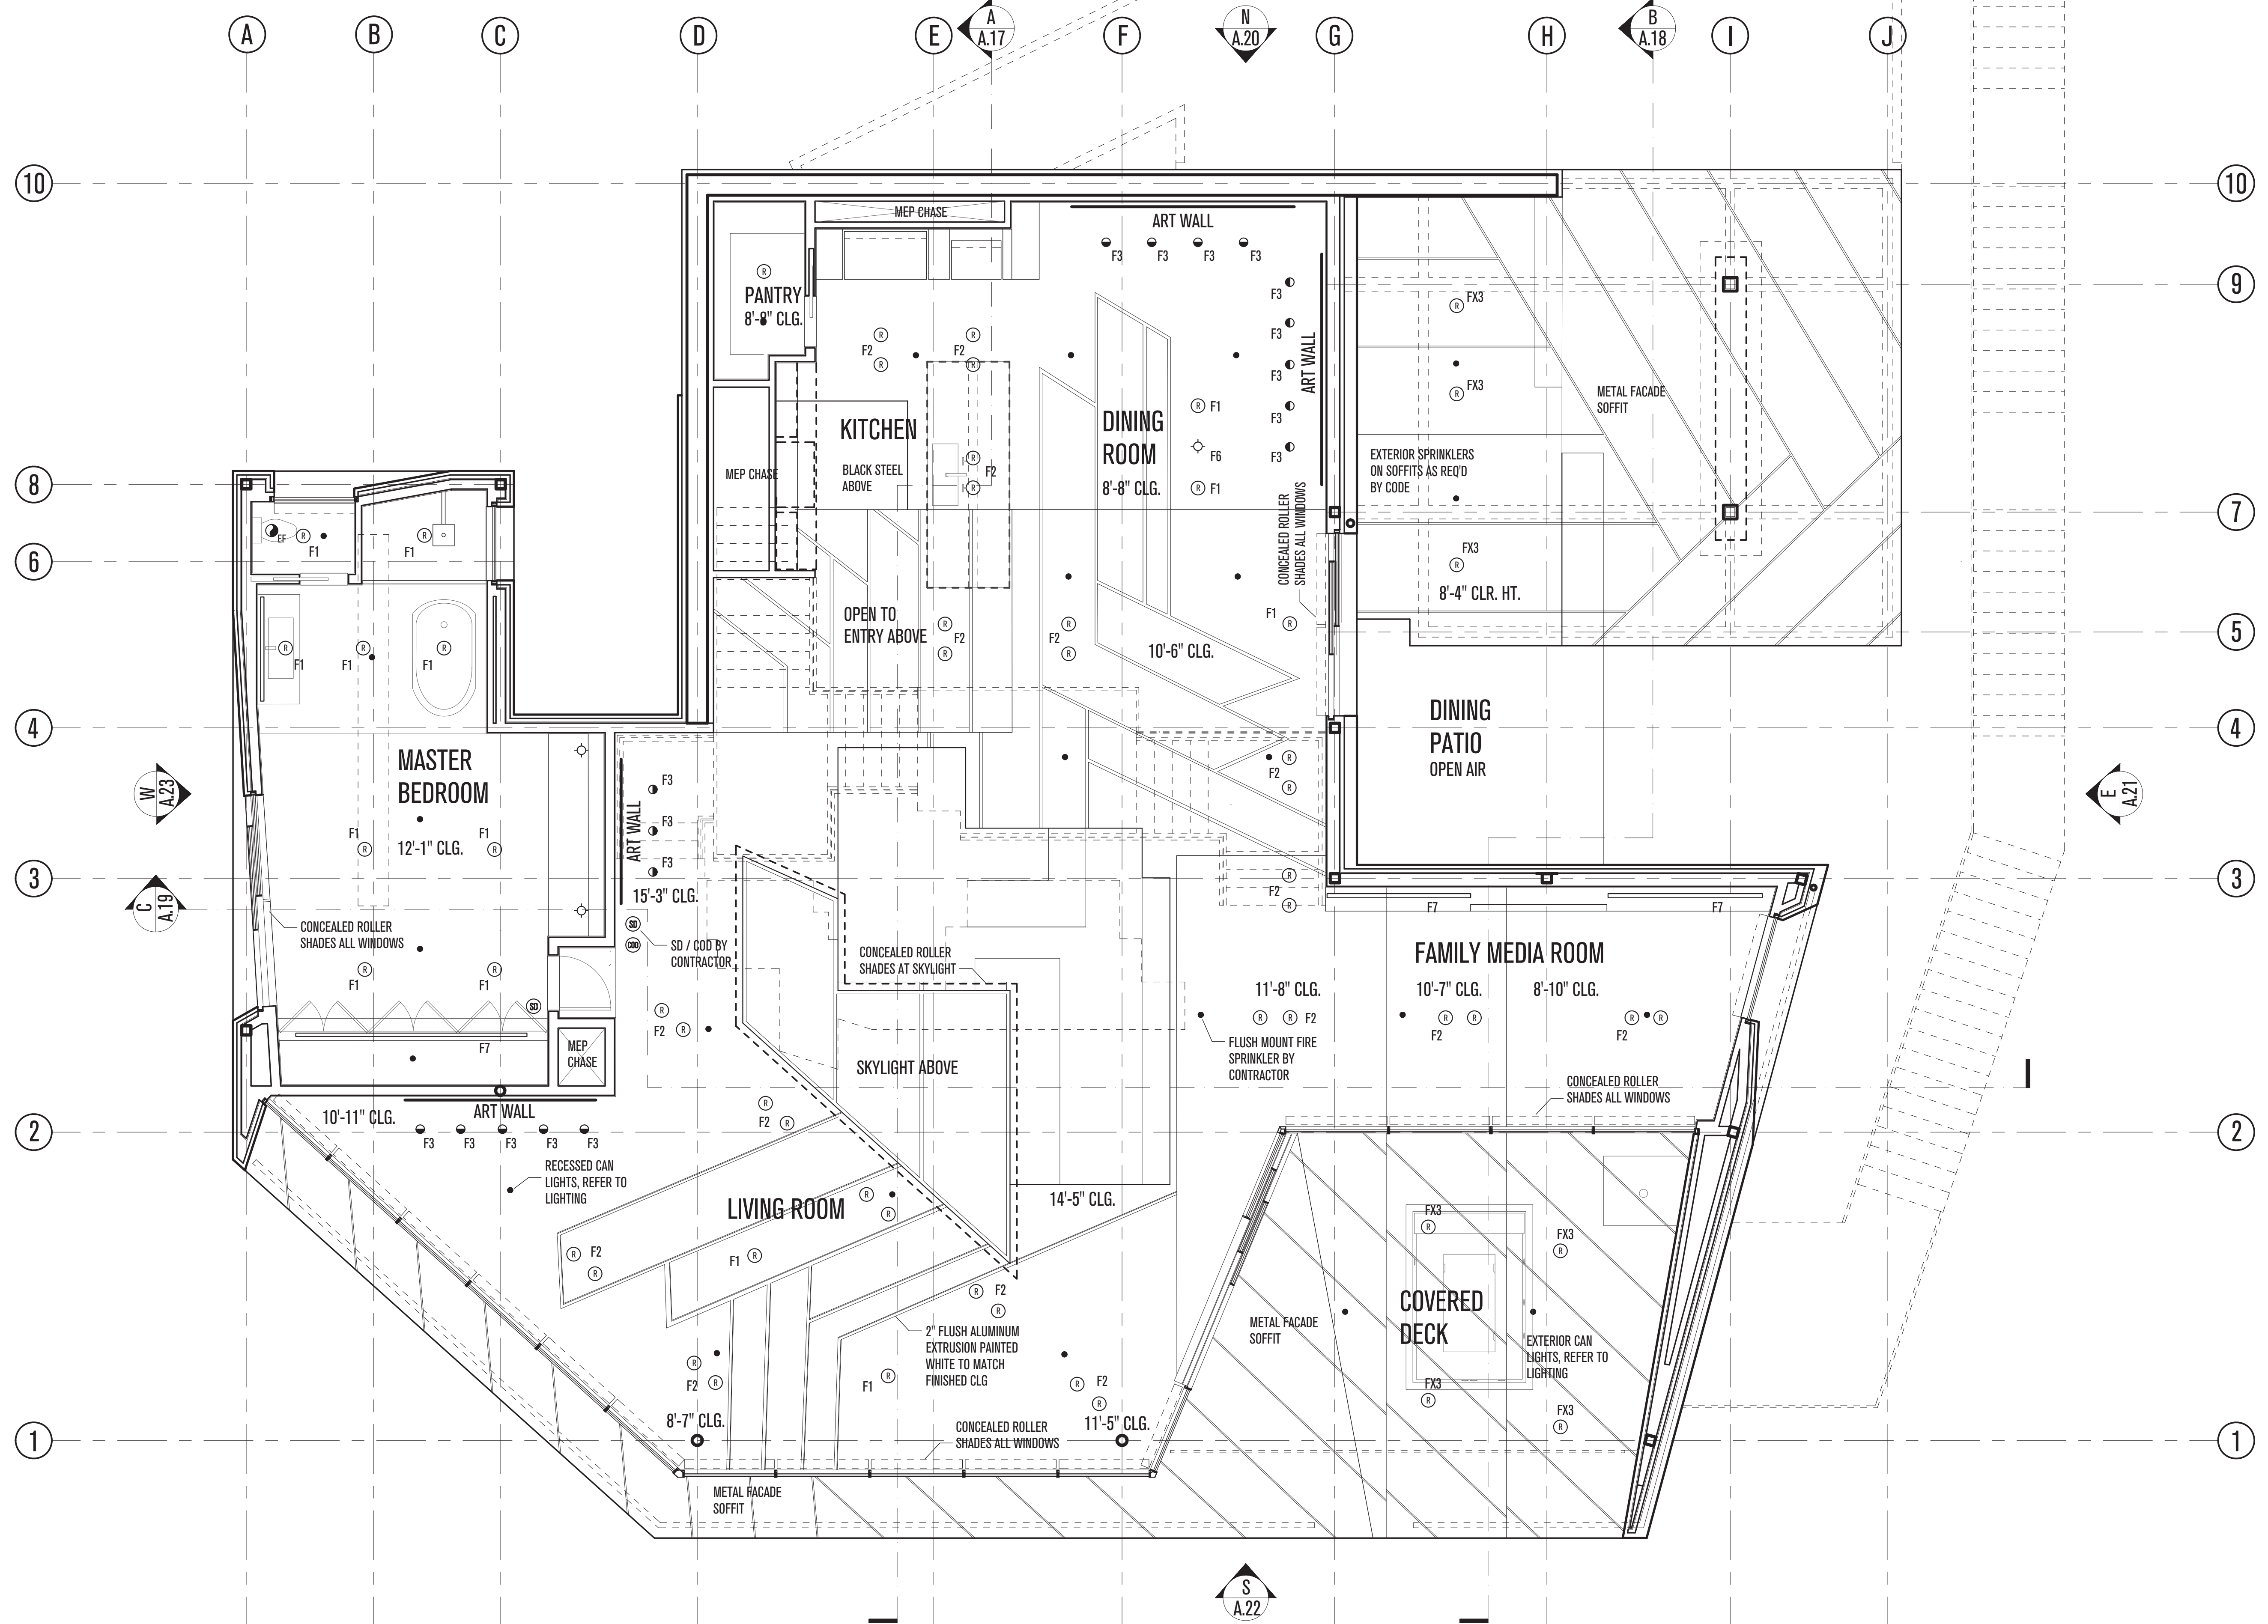 A
B
C
D
E
A
A.17
F
N
A.20
G
H
B
A.18
I
J
10
10
MEP CHASE
ART WALL
F3
F3
F3
F3
R
PANTRY
8'-8" CLG.
9
F3
F3
F3
F3
F3
ART WALL
R
FX3
R
FX3
R
R
F2
R
R
F2
METAL FACADE
SOFFIT
KITCHEN
BLACK STEEL
ABOVE
MEP CHASE
R
R
F2
DINING
ROOM
8'-8" CLG.
R
F1
F6
R
F1
EXTERIOR SPRINKLERS
ON SOFFITS AS REQ'D
BY CODE
8
7
CONCEALED ROLLER
SHADES ALL WINDOWS
EF
R
F1
R
F1
6
FX3
R
8'-4" CLR. HT.
OPEN TO
ENTRY ABOVE
R
R
F2
F2
R
R
F1
R
10'-6" CLG.
R
F1
R
F1
R
F1
5
4
4
MASTER
BEDROOM
12'-1" CLG.
F1
R
F1
R
F3
F3
F3
ART WALL
15'-3" CLG.
R
F2
R
DINING
PATIO
OPEN AIR
W
A.23
E
A.21
3
3
C
A.19
R
F2
R
F7
F7
CONCEALED ROLLER
SHADES ALL WINDOWS
R
F1
R
F1
SD
SD
COD
SD / COD BY
CONTRACTOR
CONCEALED ROLLER
SHADES AT SKYLIGHT
FAMILY MEDIA ROOM
11'-8" CLG.
10'-7" CLG.
8'-10" CLG.
R
R
F2
R
R
F2
R
R
F2
R
F2
R
F7
MEP
CHASE
SKYLIGHT ABOVE
FLUSH MOUNT FIRE
SPRINKLER BY
CONTRACTOR
CONCEALED ROLLER
SHADES ALL WINDOWS
2
2
10'-11" CLG.
ART WALL
F3
F3
F3
F3
F3
R
F2
R
RECESSED CAN
LIGHTS, REFER TO
LIGHTING
LIVING ROOM
R
R
14'-5" CLG.
R
F2
R
F1
R
FX3
R
FX3
R
R
F2
R
COVERED
DECK
METAL FACADE
SOFFIT
EXTERIOR CAN
LIGHTS, REFER TO
LIGHTING
2" FLUSH ALUMINUM
EXTRUSION PAINTED
WHITE TO MATCH
FINISHED CLG
R
F2
R
F1
R
R
F2
R
FX3
R
FX3
R
8'-7" CLG.
11'-5" CLG.
CONCEALED ROLLER
SHADES ALL WINDOWS
1
1
METAL FACADE
SOFFIT
S
A.22